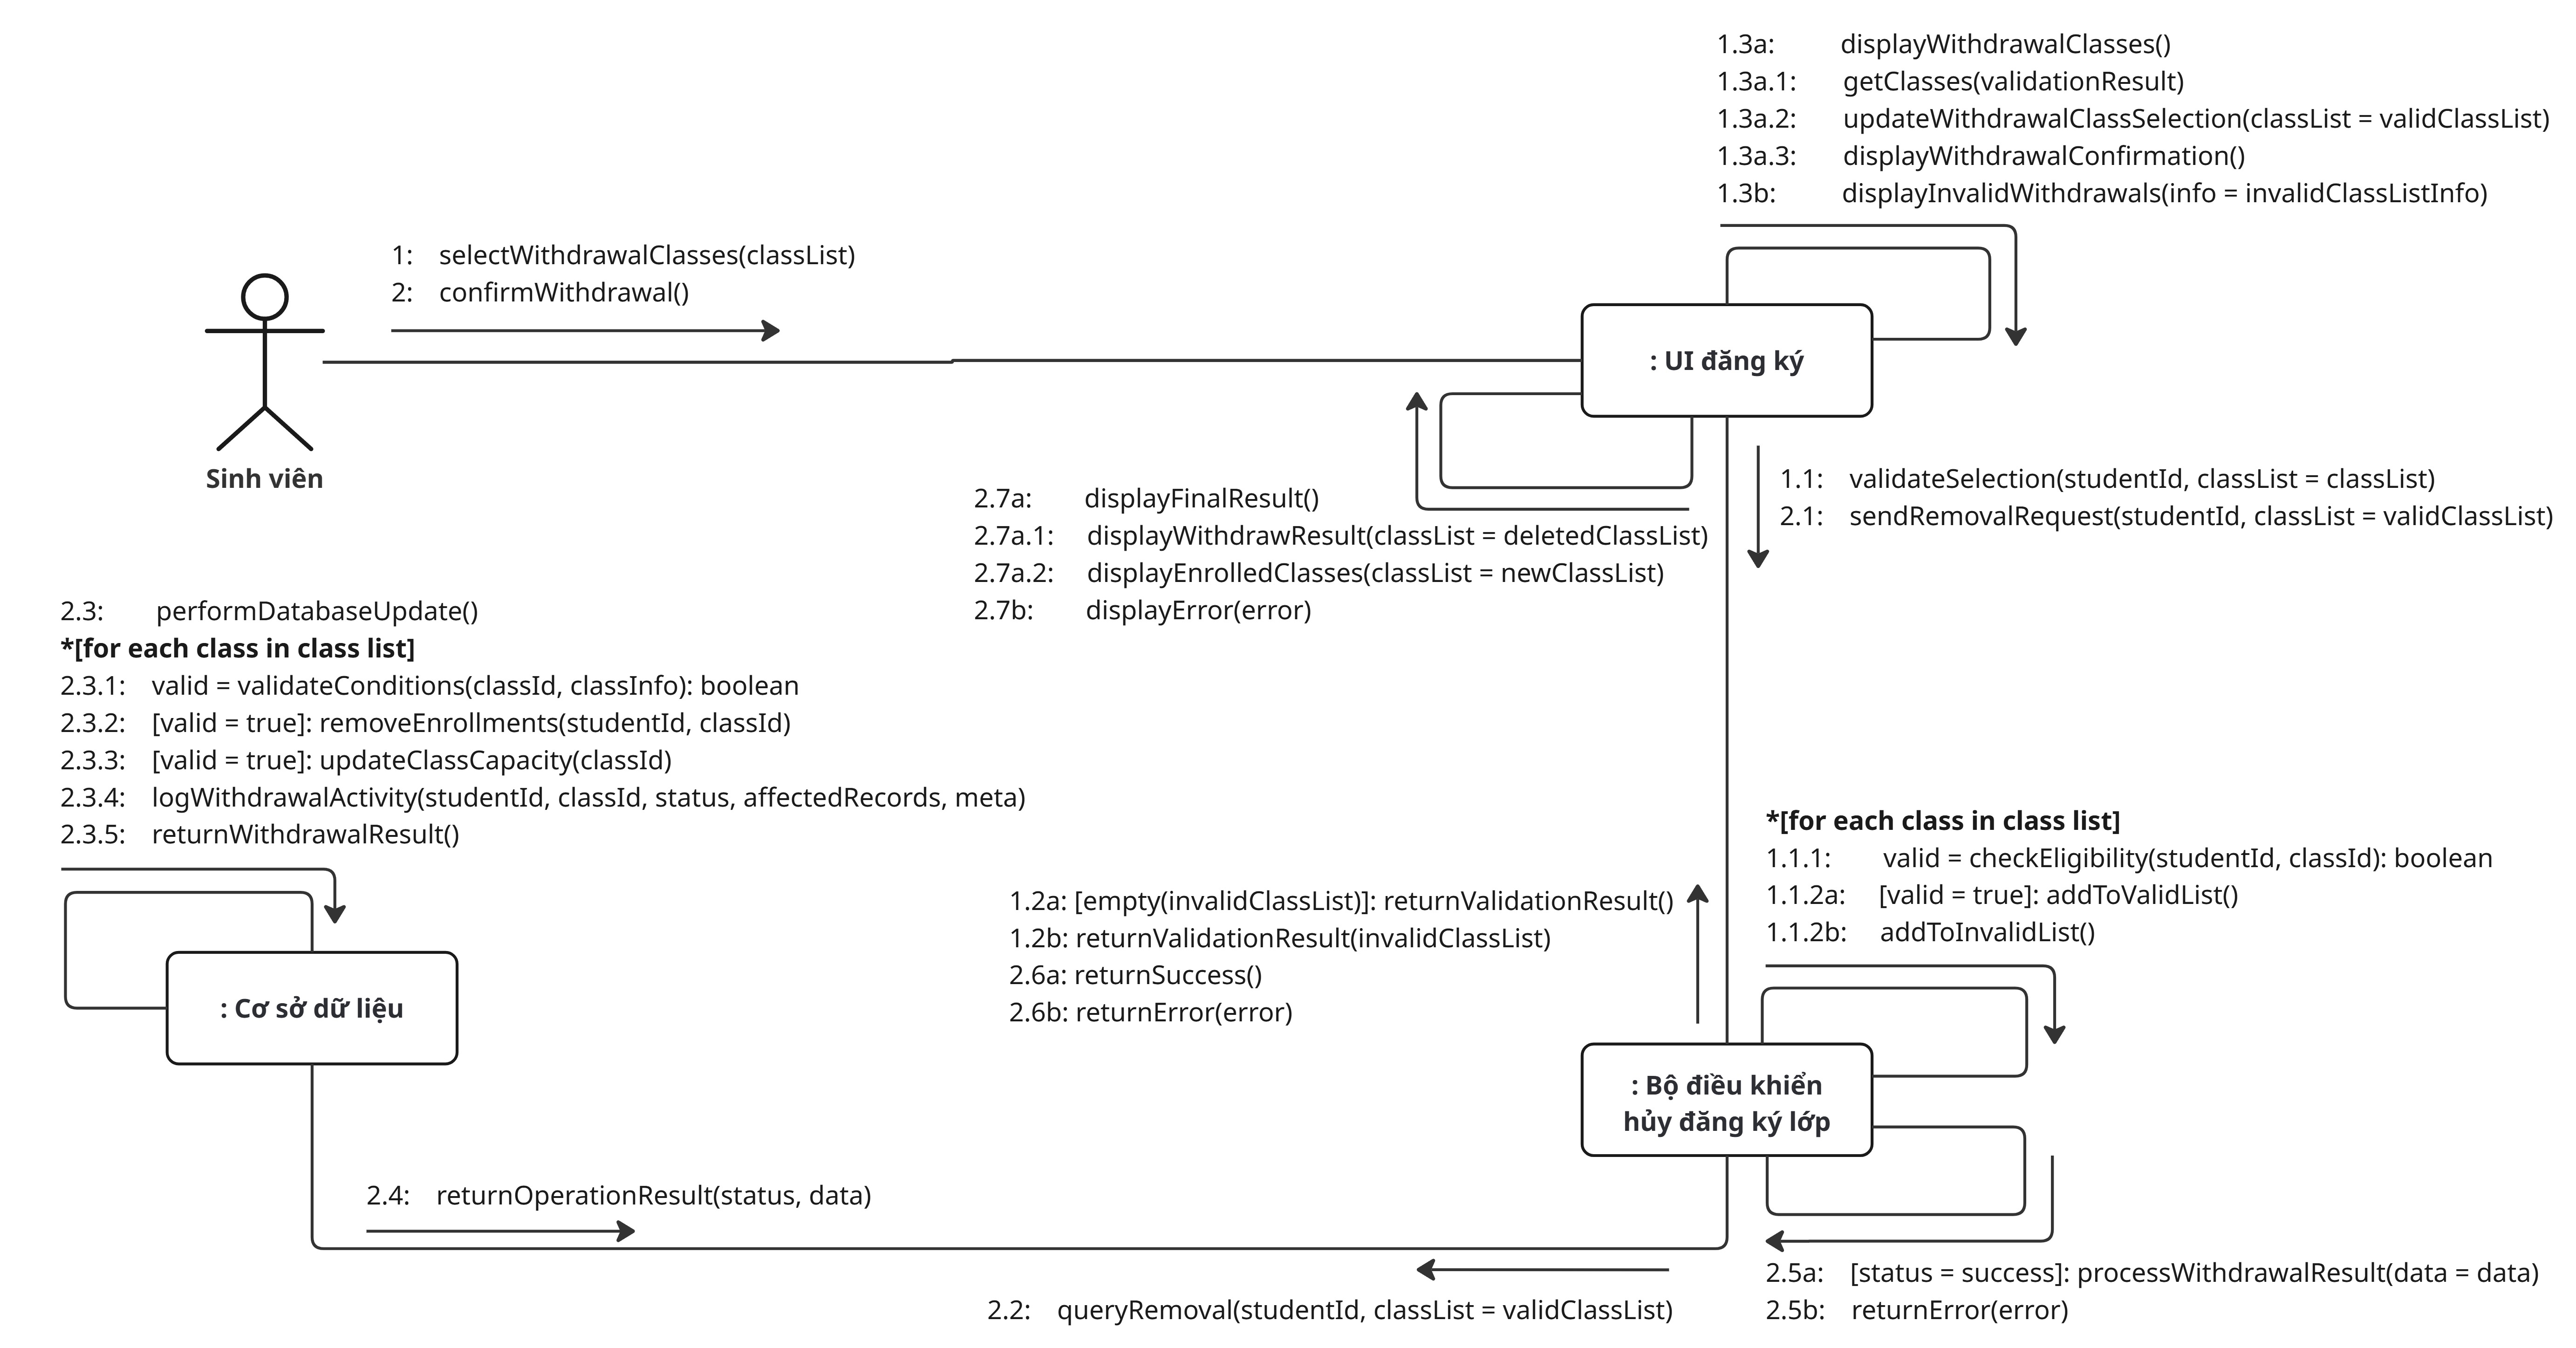 1.3a: displayWithdrawalClasses()
1.3a.1: getClasses(validationResult)
1.3a.2: updateWithdrawalClassSelection(classList = validClassList)
1.3a.3: displayWithdrawalConfirmation()
1.3b: displayInvalidWithdrawals(info = invalidClassListInfo)
1: selectWithdrawalClasses(classList)
2: confirmWithdrawal()
: UI đăng ký
Sinh viên
1.1: validateSelection(studentId, classList = classList)
2.1: sendRemovalRequest(studentId, classList = validClassList)
2.7a: displayFinalResult()
2.7a.1: displayWithdrawResult(classList = deletedClassList)
2.7a.2: displayEnrolledClasses(classList = newClassList)
2.7b: displayError(error)
2.3: performDatabaseUpdate()
*[for each class in class list]
2.3.1: valid = validateConditions(classId, classInfo): boolean
2.3.2: [valid = true]: removeEnrollments(studentId, classId)
2.3.3: [valid = true]: updateClassCapacity(classId)
2.3.4: logWithdrawalActivity(studentId, classId, status, affectedRecords, meta)
2.3.5: returnWithdrawalResult()
*[for each class in class list]
1.1.1: valid = checkEligibility(studentId, classId): boolean
1.1.2a: [valid = true]: addToValidList()
1.1.2b: addToInvalidList()
1.2a: [empty(invalidClassList)]: returnValidationResult()
1.2b: returnValidationResult(invalidClassList)
2.6a: returnSuccess()
2.6b: returnError(error)
: Cơ sở dữ liệu
: Bộ điều khiển
hủy đăng ký lớp
2.4: returnOperationResult(status, data)
2.5a: [status = success]: processWithdrawalResult(data = data)
2.5b: returnError(error)
2.2: queryRemoval(studentId, classList = validClassList)